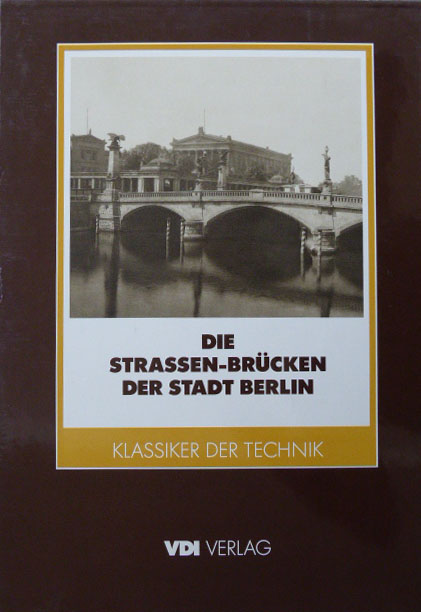 DIE
STRASSEN-BRÜCKEN
DER STADT BERLIN
KLASSIKER DER TECHNIK
VDI VERLAG